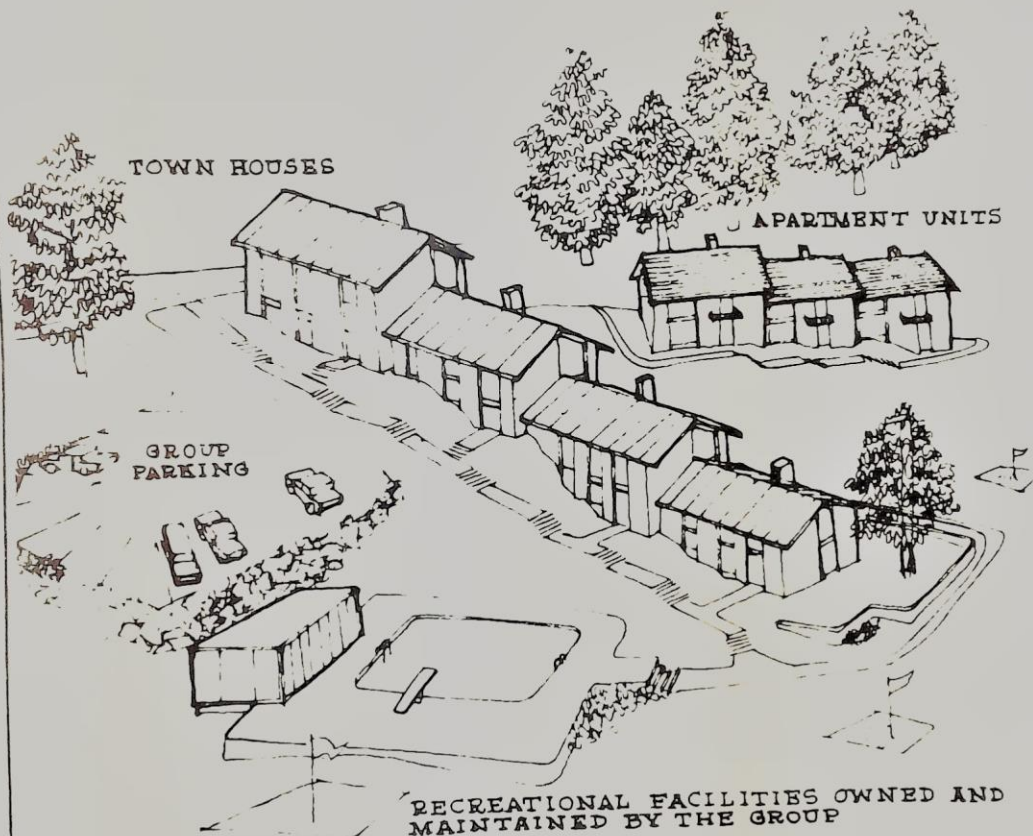 TOWN HOUSES
APARTMENT UNITS
GROUP
PARKING
RECREATIONAL FACILITIES OWNED AND
MAINTAINED BY THE GROUP